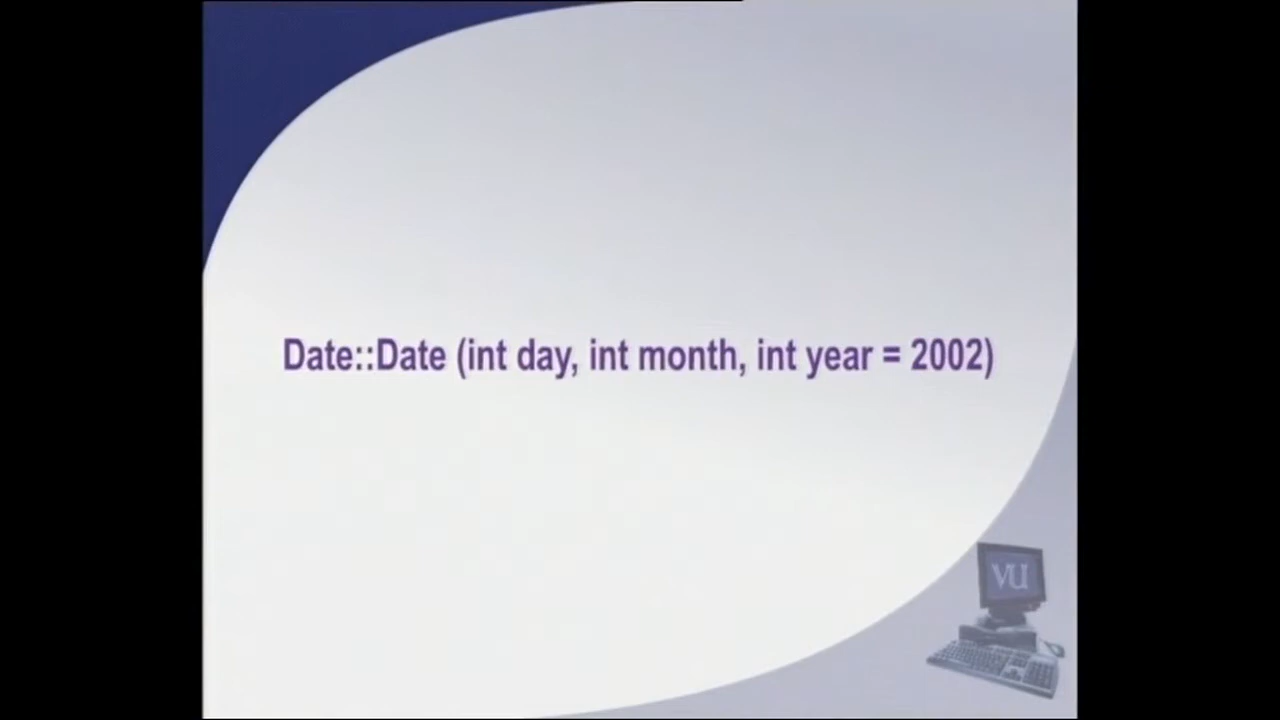 Date::Date (int day, int month, int year = 2002)
VU